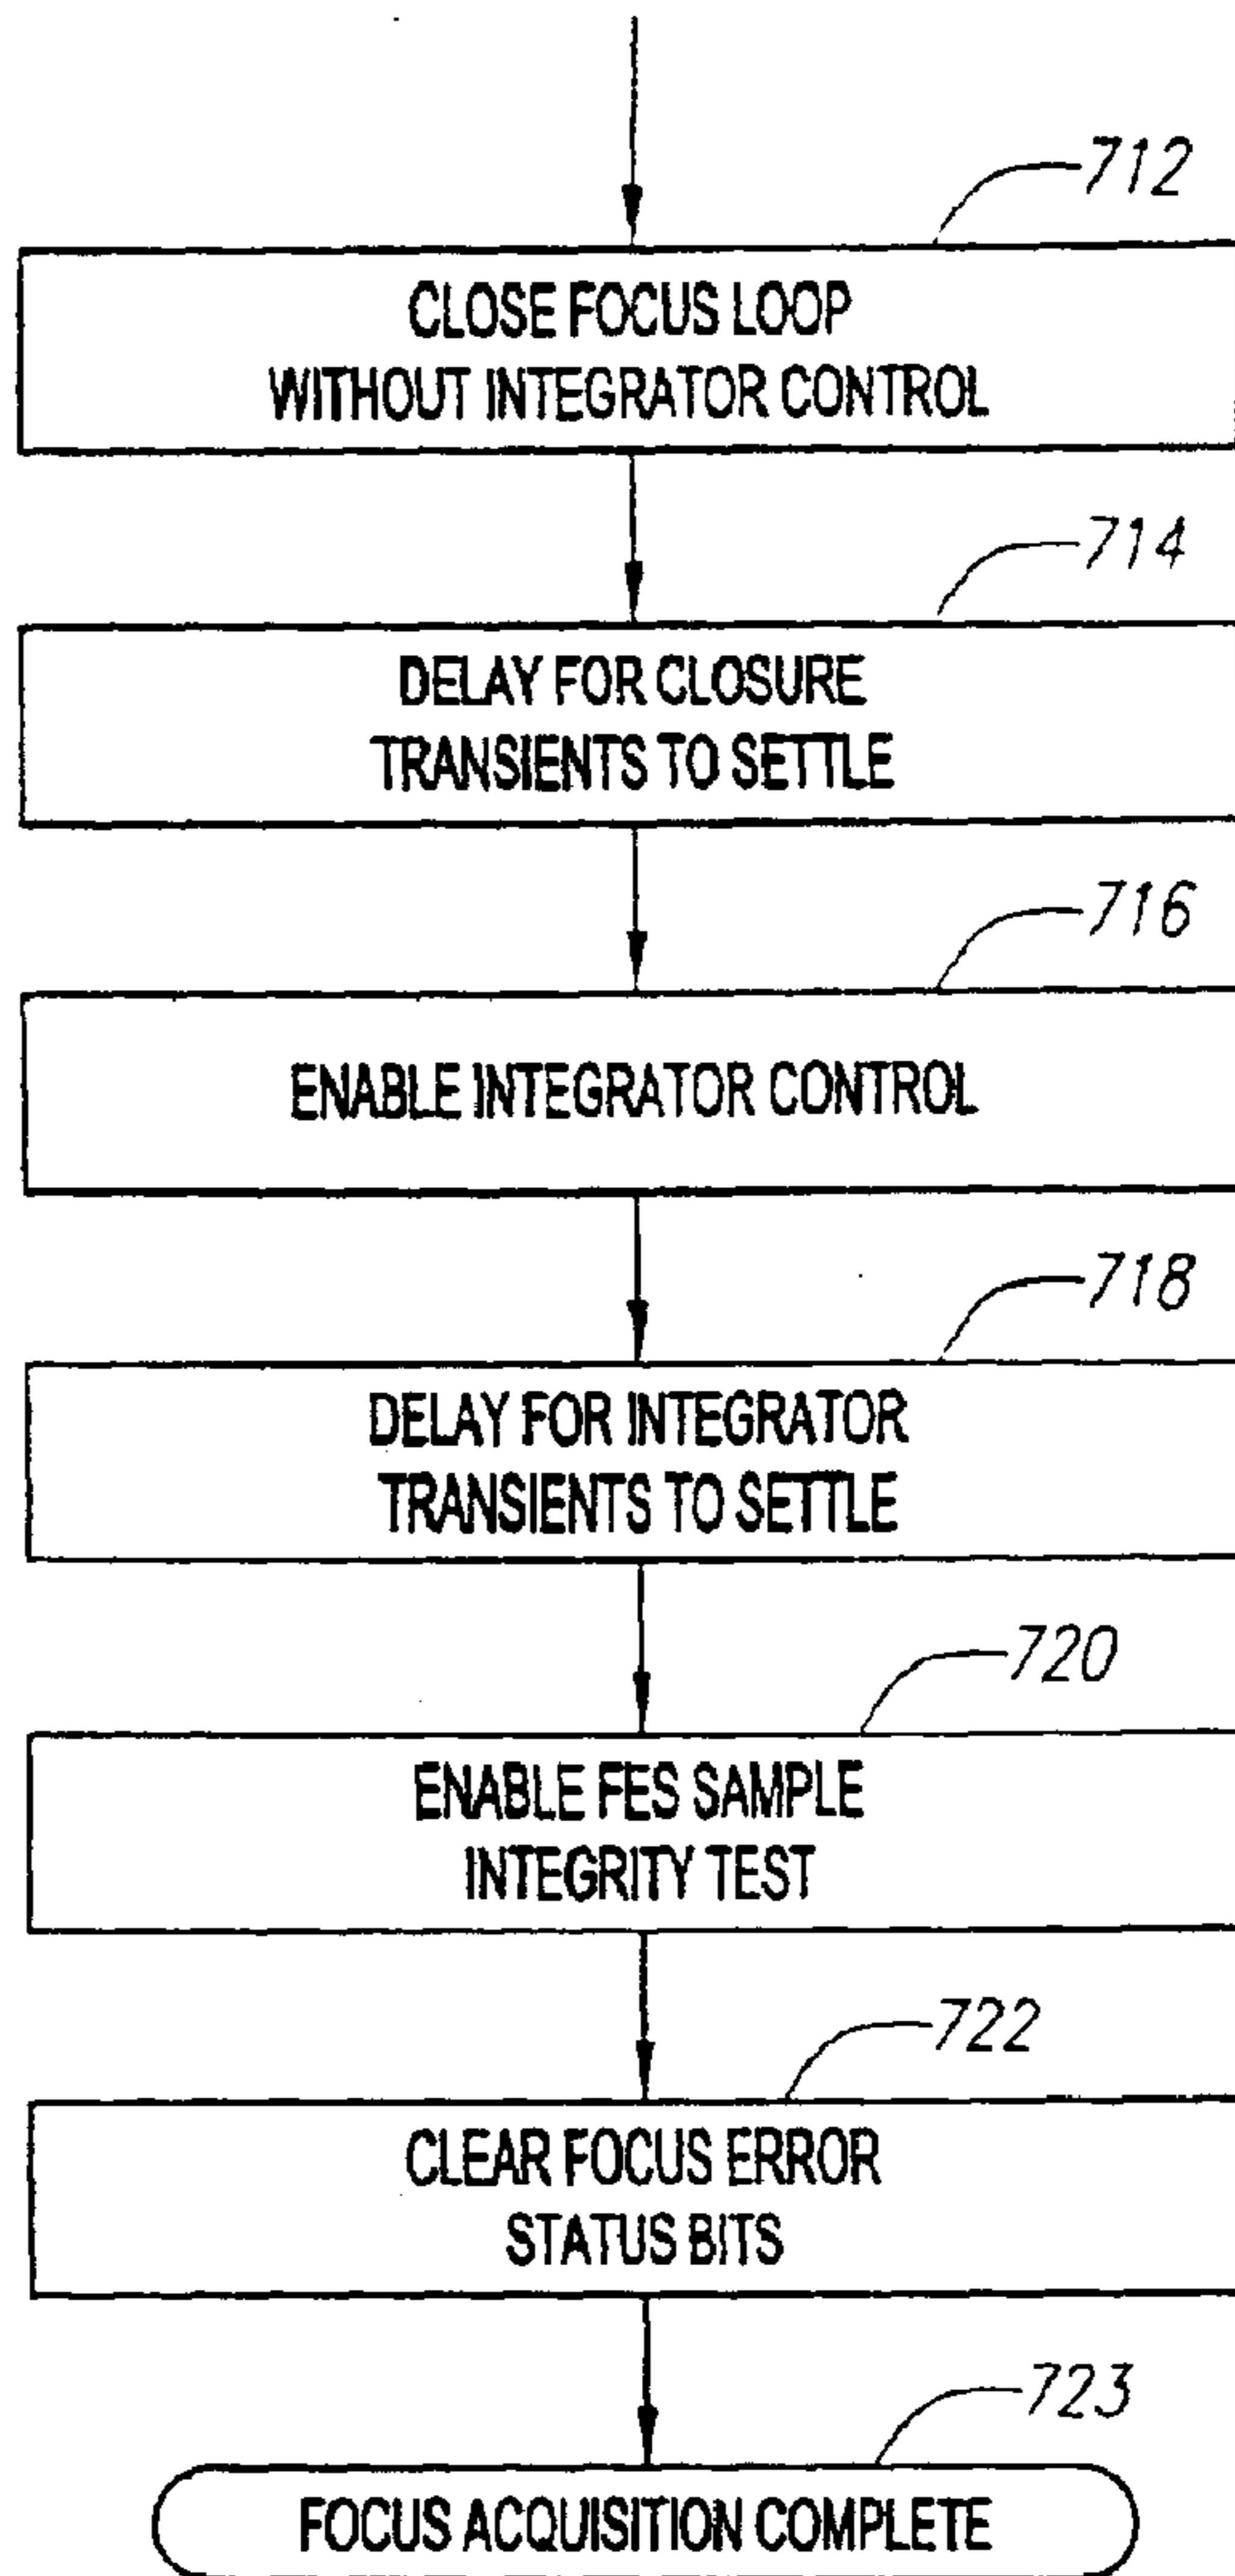 712
CLOSE FOCUS LOOP
WITHOUT INTEGRATOR CONTROL
714
DELAY FOR CLOSURE
TRANSIENTS TO SETTLE
716
ENABLE INTEGRATOR CONTROL
718
DELAY FOR INTEGRATOR
TRANSIENTS TO SETTLE
720
ENABLE FES SAMPLE
INTEGRITY TEST
722
CLEAR FOCUS ERROR
STATUS BITS
723
FOCUS ACQUISITION COMPLETE